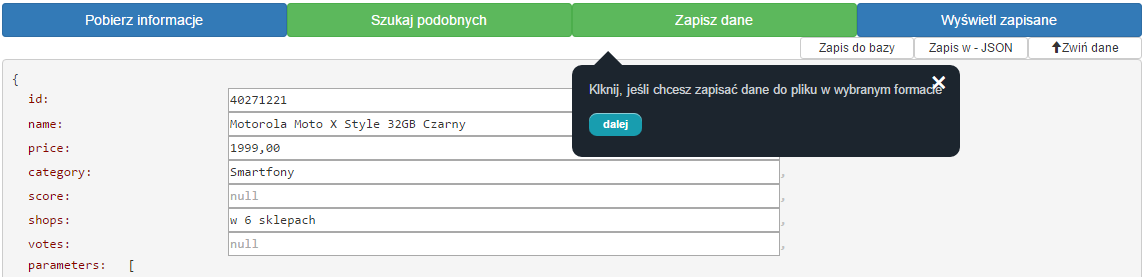 Pobierz informacje Szukaj podobnych Zapisz dane Wyświetl zapisane
Zapis do bazy Zapis w - JSON Zwiń dane
Klknij, jeśli chcesz zapisać dane do pliku w wybranym formacie
dalej
{
id: 40271221
name: Motorola Moto X Style 32GB Czarny
price: 1999,00
category: Smartfony ,
score: null ,
shops: w 6 sklepach ,
votes: null ,
parameters: [